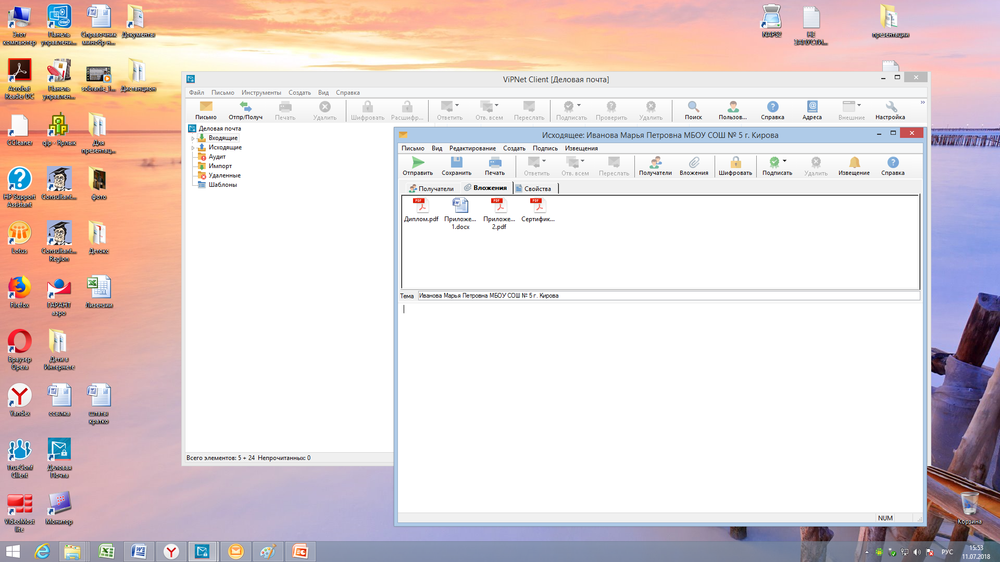 Этот компьютер
Панель управлени...
Справочник минобр н...
Документы
NAPS2
НЕ ЗАПУСТИ...
презентации
Acrobat Reader DC
Панель управлен...
sobranie_1...
Дистанцион
CCleaner
qip - Ярлык
Для презентац...
HP Support Assistant
Consultant...
фото
Lotus
Consultant... Region
Детокс
Firefox
ГАРАНТ аэро
Лизензии
Браузер Opera
Дети в Интернете
Yandex
ссылка
штаты кратко
TrueConf Client
Деловая Почта
VideoMost lite
Монитор
Корзина
ViPNet Client [Деловая почта]
Файл Письмо Инструменты Создать Вид Справка
Письмо Отпр/Получ Печать Удалить Шифровать Расшифр... Ответить Отв. всем Переслать Подписать Проверить Удалить Поиск Пользов... Справка Адреса Внешние Настройка
Деловая почта
Входящие
Исходящие
Аудит
Импорт
Удаленные
Шаблоны
Всего элементов: 5 + 24 Непрочитанных: 0
Исходящее: Иванова Марья Петровна МБОУ СОШ № 5 г. Кирова
Письмо Вид Редактирование Создать Подпись Извещения
Отправить Сохранить Печать Ответить Отв. всем Переслать Получатели Вложения Шифровать Подписать Удалить Извещение Справка
Получатели Вложения Свойства
PDF PDF PDF
Диплом.pdf Приложе... 1.docx Приложе... 2.pdf Сертифик...
Тема Иванова Марья Петровна МБОУ СОШ № 5 г. Кирова
NUM
РУС
15:53
11.07.2018